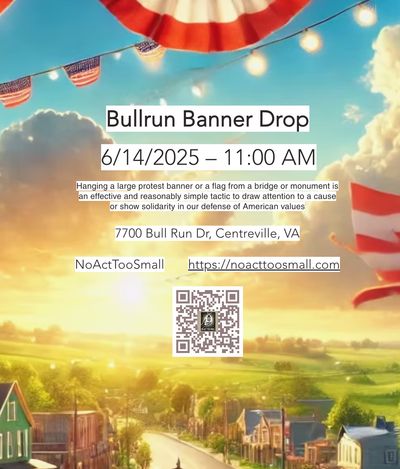 Bullrun Banner Drop
6/14/2025 – 11:00 AM
Hanging a large protest banner or a flag from a bridge or monument is
an effective and reasonably simple tactic to draw attention to a cause
or show solidarity in our defense of American values
7700 Bull Run Dr, Centreville, VA
NoActTooSmall https://noacttoosmall.com